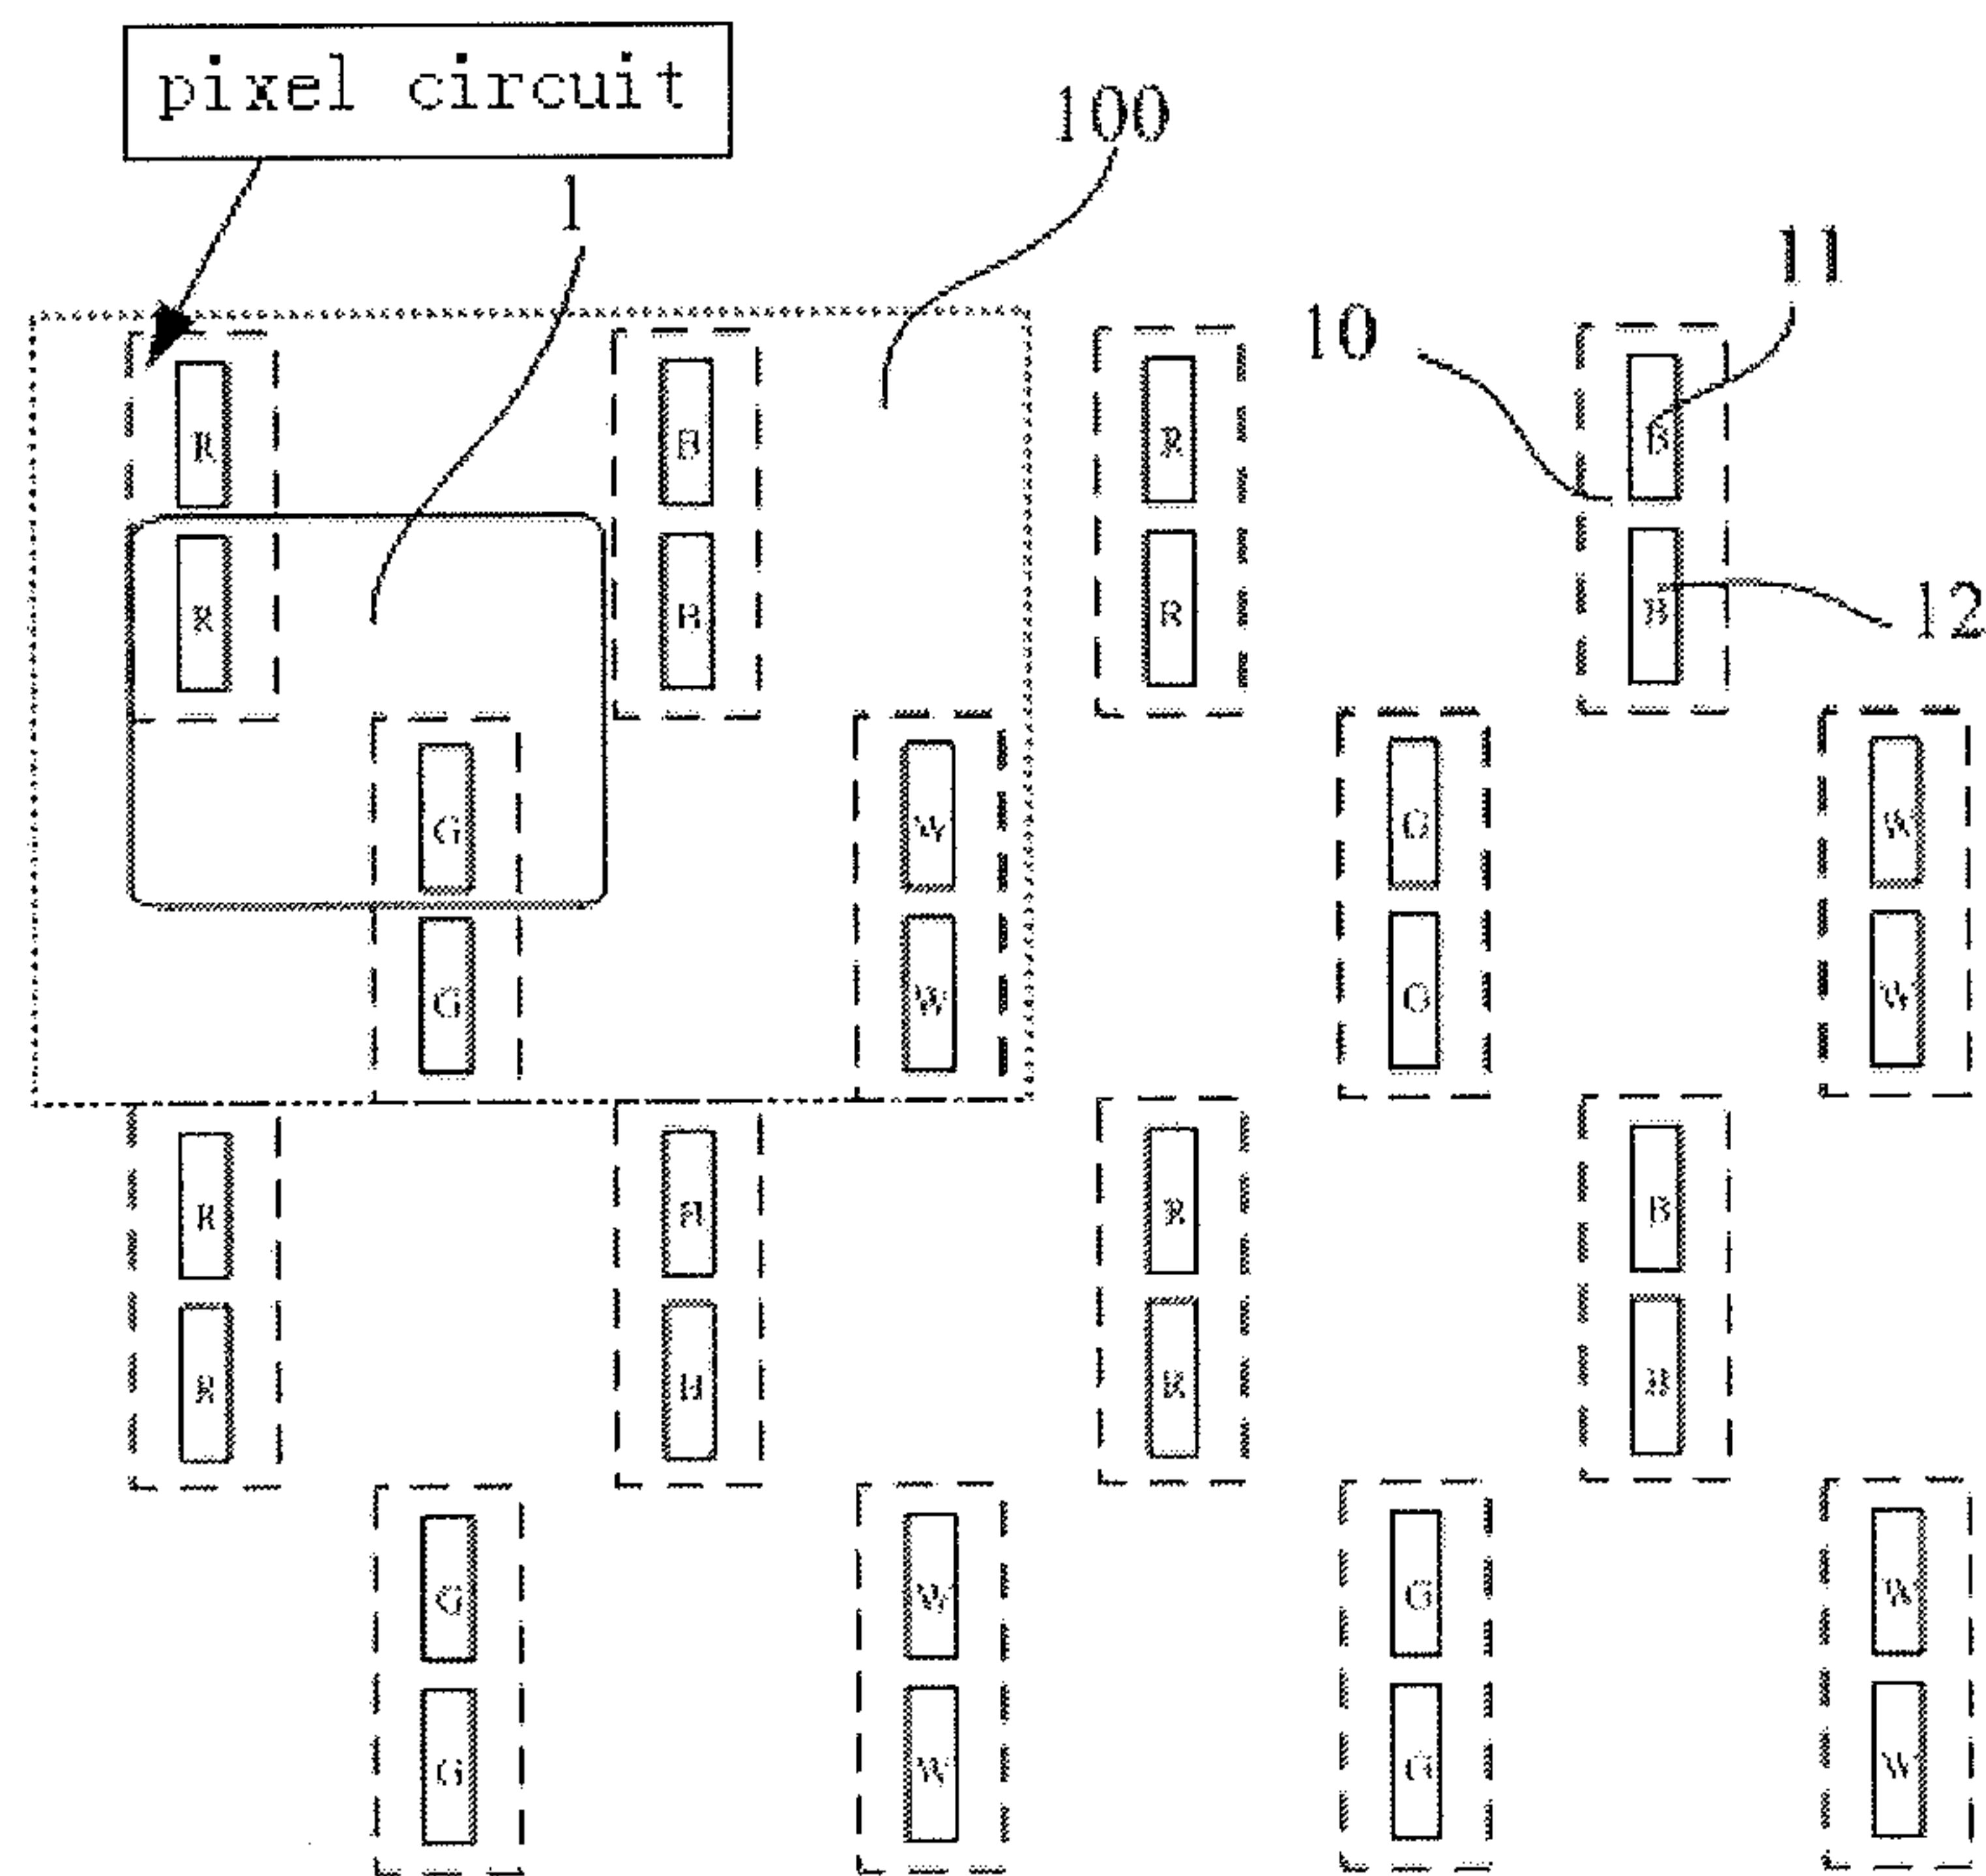 pixel circuit
100
1
11
10
R B R B
R B R B
12
G W G W
G W G W
R R B
R
G W G W
G W G W